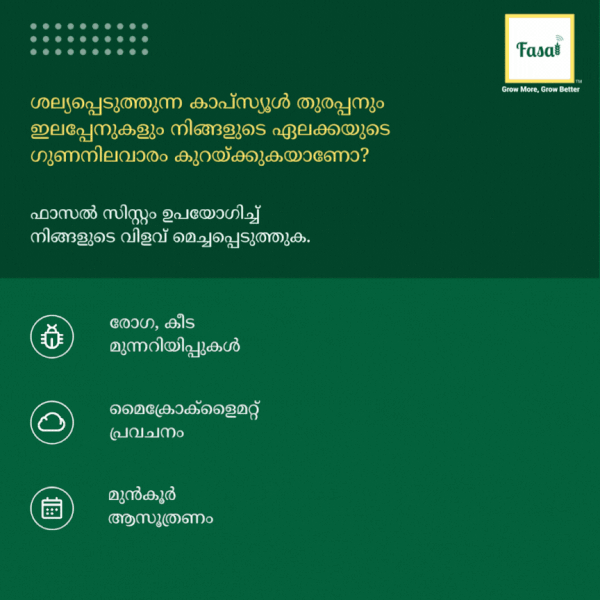 Fasal
TM
Grow More, Grow Better
ശല്യപ്പെടുത്തുന്ന കാപ്സ്യൂൾ തുരപ്പനും
ഇലപ്പേനുകളും നിങ്ങളുടെ ഏലക്കയുടെ
ഗുണനിലവാരം കുറയ്ക്കുകയാണോ?
ഫാസൽ സിസ്റ്റം ഉപയോഗിച്ച്
നിങ്ങളുടെ വിളവ് മെച്ചപ്പെടുത്തുക.
രോഗ, കീട
മുന്നറിയിപ്പുകൾ
മൈക്രോക്ളൈമറ്റ്
പ്രവചനം
മുൻകൂർ
ആസൂത്രണം